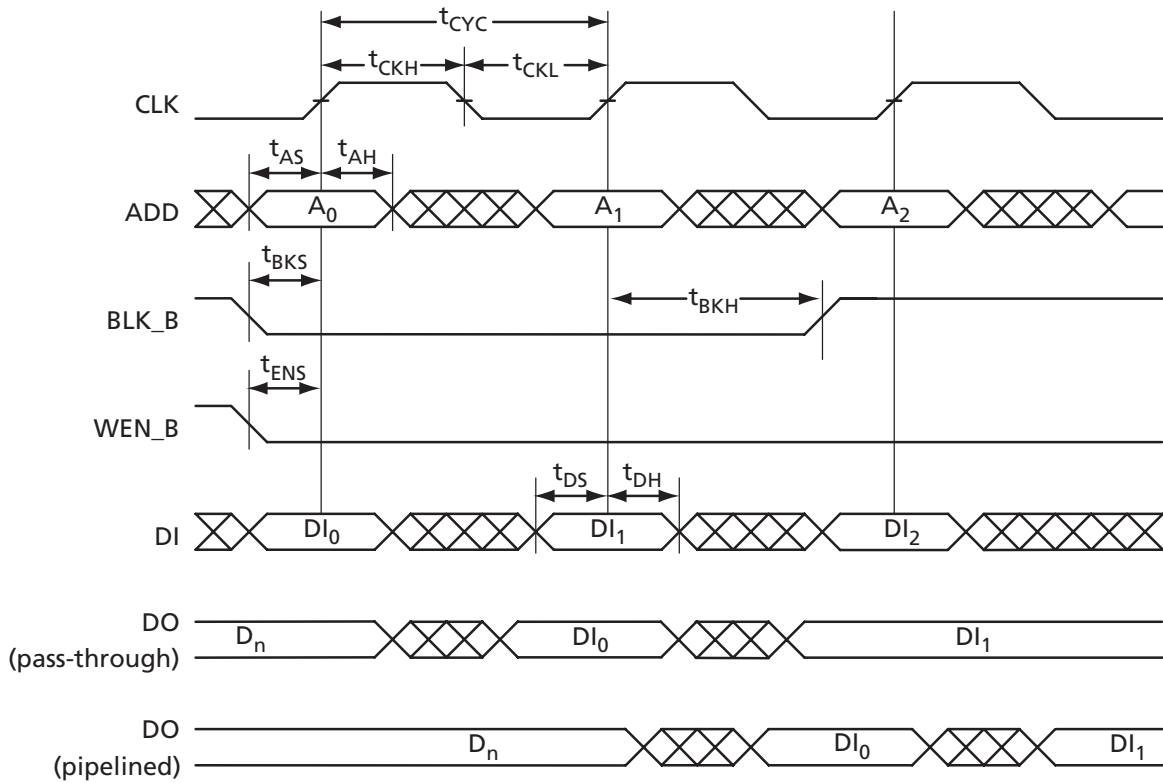 tCYC
tCKH tCKL
CLK
tAS tAH
ADD A0 A1 A2
tBKS
tBKH
BLK_B
tENS
WEN_B
tDS tDH
DI DI0 DI1 DI2
DO
(pass-through) Dn DI0 DI1
DO
(pipelined) Dn DI0 DI1